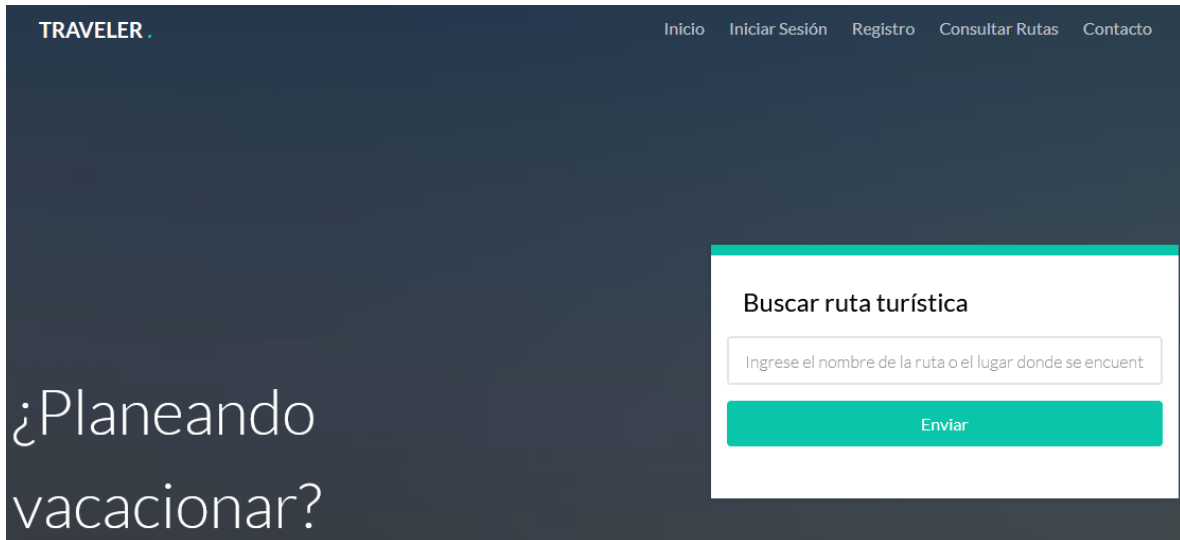 TRAVELER.
Inicio Iniciar Sesión Registro Consultar Rutas Contacto
Buscar ruta turística
Ingrese el nombre de la ruta o el lugar donde se encuent
Enviar
¿Planeando
vacacionar?